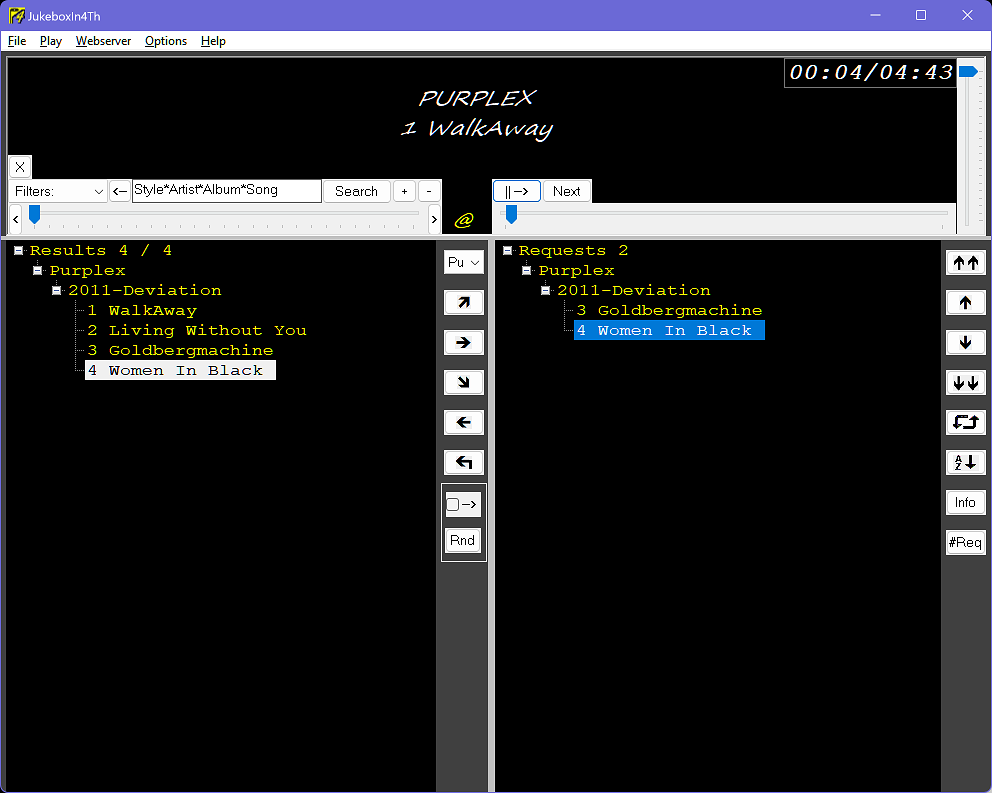 JukeboxIn4Th
File Play Webserver Options Help
00:04/04:43
PURPLEX
1 WalkAway
X
Filters: <-- Style*Artist*Album*Song Search + - ||--> Next
< > @
Results 4 / 4
Purplex
2011-Deviation
1 WalkAway
2 Living Without You
3 Goldbergmachine
4 Women In Black
Pu
Rnd
Requests 2
Purplex
2011-Deviation
3 Goldbergmachine
4 Women In Black
A
Z
Info
#Req